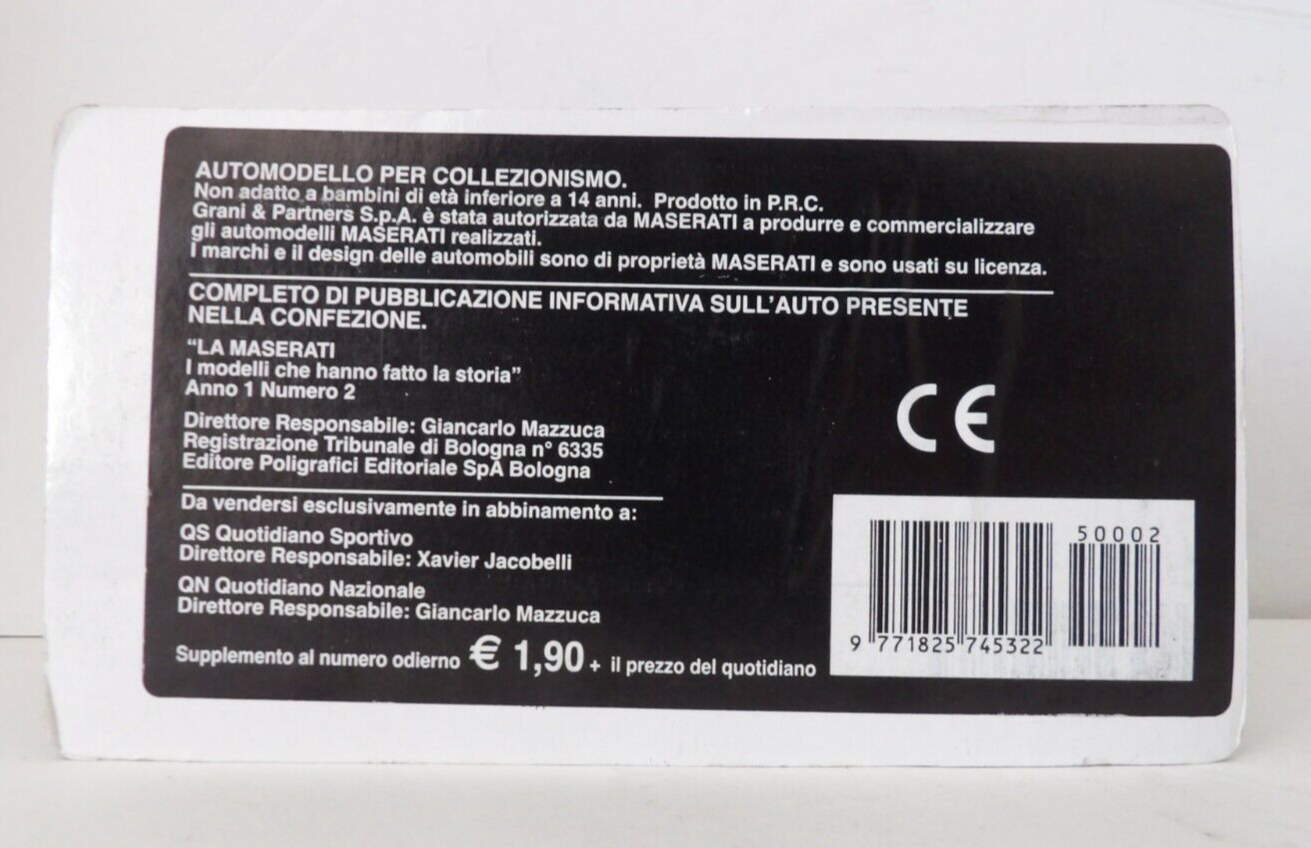 AUTOMODELLO PER COLLEZIONISMO.
Non adatto a bambini di età inferiore a 14 anni. Prodotto in P.R.C.
Grani & Partners S.p.A. è stata autorizzata da MASERATI a produrre e commercializzare
gli automodelli MASERATI realizzati.
I marchi e il design delle automobili sono di proprietà MASERATI e sono usati su licenza.
COMPLETO DI PUBBLICAZIONE INFORMATIVA SULL'AUTO PRESENTE
NELLA CONFEZIONE.
“LA MASERATI
I modelli che hanno fatto la storia”
Anno 1 Numero 2
Direttore Responsabile: Giancarlo Mazzuca
Registrazione Tribunale di Bologna n° 6335
Editore Poligrafici Editoriale SpA Bologna
Da vendersi esclusivamente in abbinamento a:
QS Quotidiano Sportivo
Direttore Responsabile: Xavier Jacobelli
QN Quotidiano Nazionale
Direttore Responsabile: Giancarlo Mazzuca
Supplemento al numero odierno € 1,90 + il prezzo del quotidiano
CE
50002
9 771825 745322